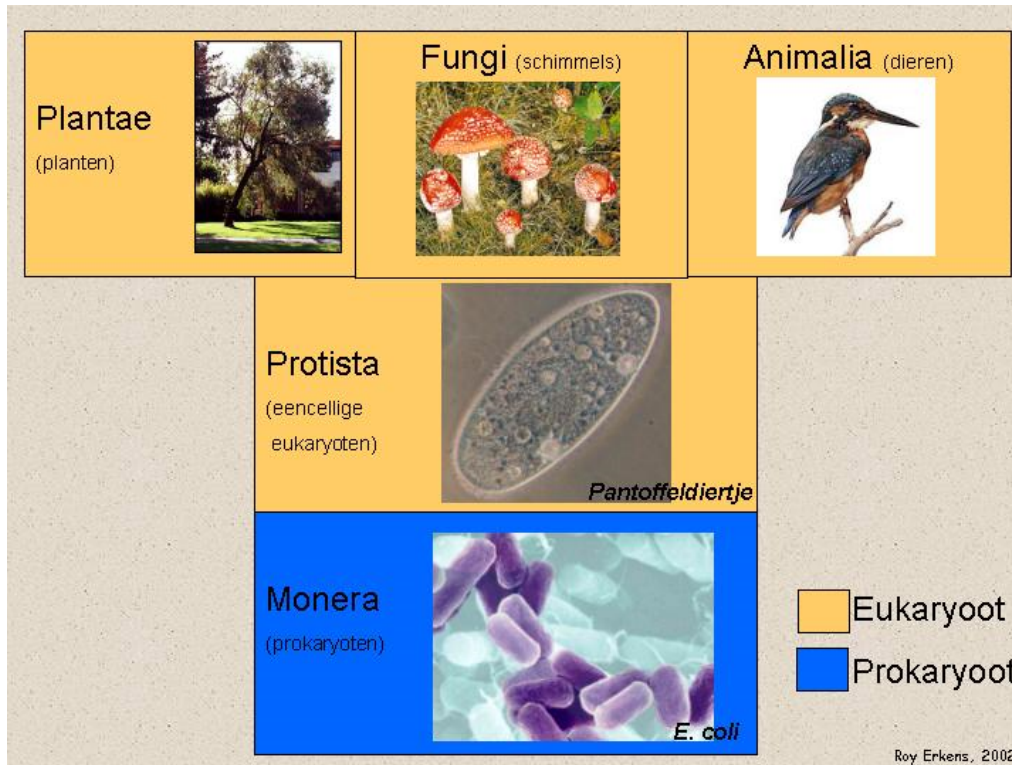 Plantae
(planten)
Fungi (schimmels)
Animalia (dieren)
Protista
(eencellige
eukaryoten)
Pantoffeldiertje
Monera
(prokaryoten)
E. coli
Eukaryoot
Prokaryoot
Roy Erkens, 2002